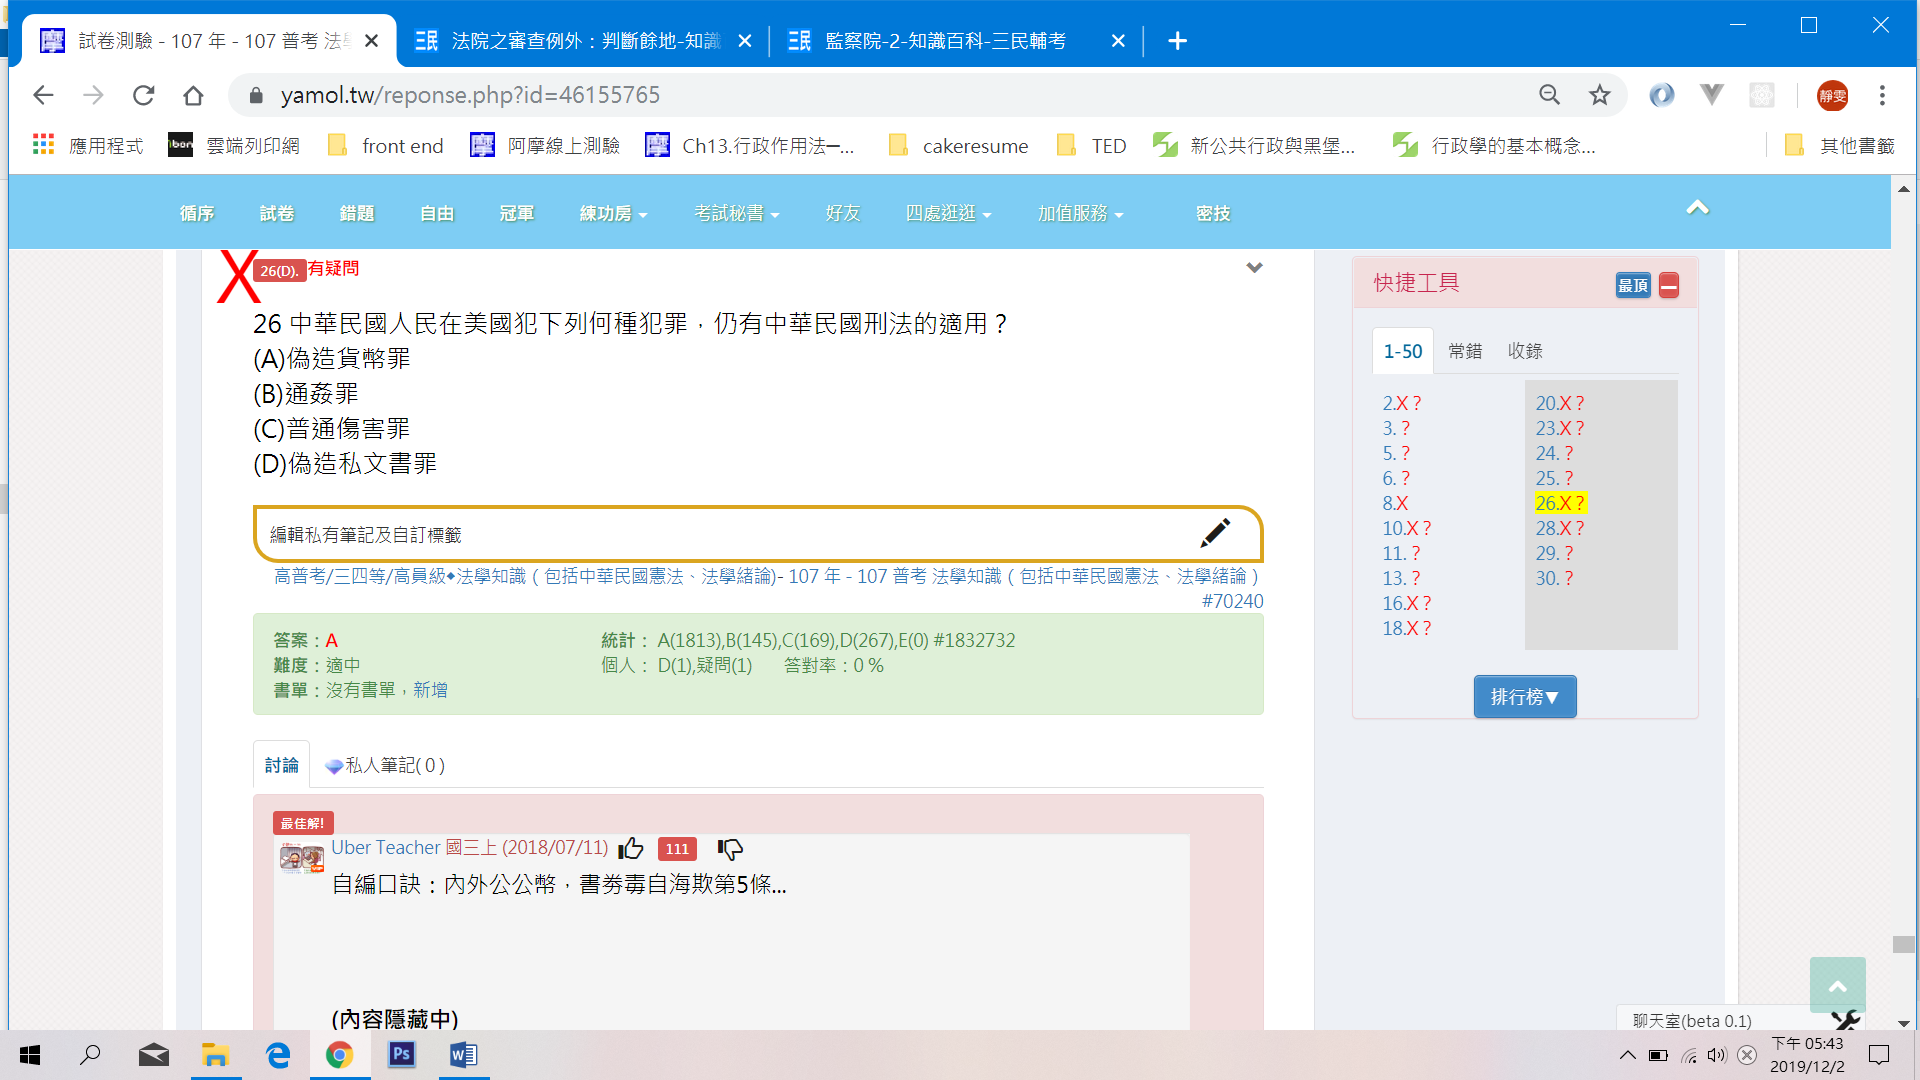 試卷測驗 - 107 年 - 107 普考 法學
法院之審查例外：判斷餘地-知識
監察院-2-知識百科-三民輔考
yamol.tw/reponse.php?id=46155765
靜雯
應用程式
ibon
雲端列印網
front end
阿摩線上測驗
Ch13.行政作用法─...
cakeresume
TED
新公共行政與黑堡...
行政學的基本概念...
其他書籤
循序 試卷 錯題 自由 冠軍 練功房 考試秘書 好友 四處逛逛 加值服務 密技
X 26(D). 有疑問
26 中華民國人民在美國犯下列何種犯罪，仍有中華民國刑法的適用？
(A)偽造貨幣罪
(B)通姦罪
(C)普通傷害罪
(D)偽造私文書罪
編輯私有筆記及自訂標籤
高普考/三四等/高員級◆法學知識（包括中華民國憲法、法學緒論)- 107 年 - 107 普考 法學知識（包括中華民國憲法、法學緒論）
#70240
答案：A
統計： A(1813),B(145),C(169),D(267),E(0) #1832732
難度：適中
個人： D(1),疑問(1) 答對率：0 %
書單：沒有書單，新增
討論
私人筆記( 0 )
最佳解!
Uber Teacher 國三上 (2018/07/11) 111
自編口訣：內外公公幣，書券毒自海欺第5條...
(內容隱藏中)
快捷工具
最頂
1-50 常錯 收錄
2.X ?
3. ?
5. ?
6. ?
8.X
10.X ?
11. ?
13. ?
16.X ?
18.X ?
20.X ?
23.X ?
24. ?
25. ?
26.X ?
28.X ?
29. ?
30. ?
排行榜▼
聊天室(beta 0.1)
Ps
下午 05:43
2019/12/2